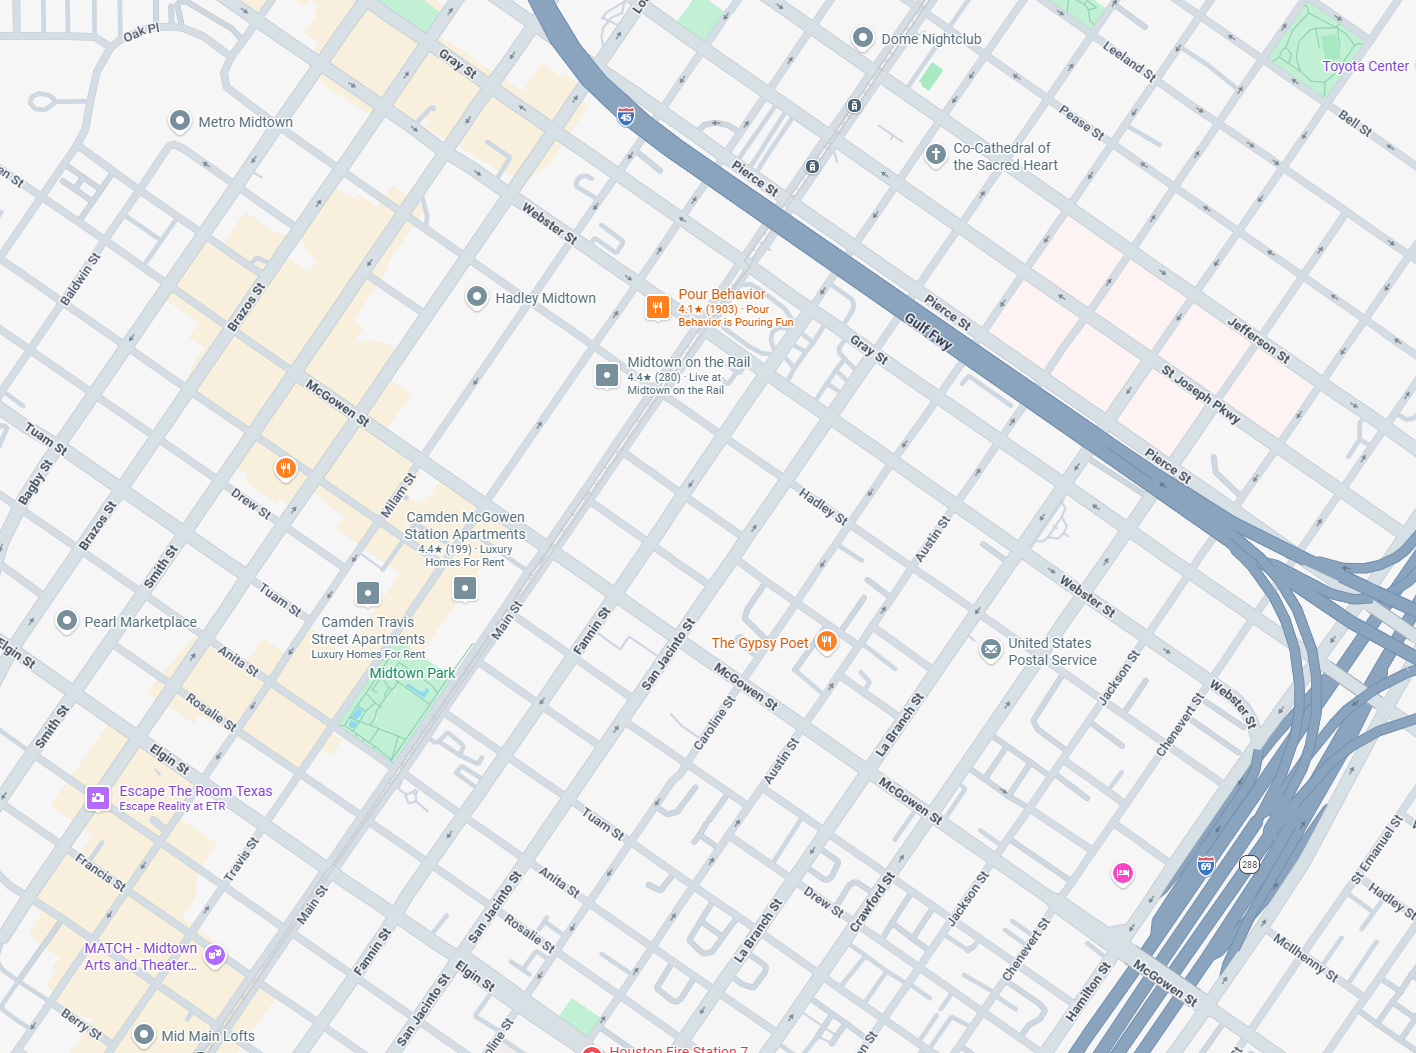 Oak Pl
Gray St
Lo
Dome Nightclub
Leeland St
Toyota Center
45
Pease St
Bell St
Metro Midtown
Co-Cathedral of
the Sacred Heart
Pierce St
en St
Webster St
Baldwin St
Brazos St
Hadley Midtown
Pour Behavior
4.1★ (1903) · Pour
Behavior is Pouring Fun
Pierce St
Gulf Fwy
Jefferson St
Gray St
Midtown on the Rail
4.4★ (280) · Live at
Midtown on the Rail
St Joseph Pkwy
McGowen St
Tuam St
Bagby St
Pierce St
Drew St
Milam St
Hadley St
Camden McGowen
Station Apartments
4.4★ (199) · Luxury
Homes For Rent
Brazos St
Austin St
Smith St
Tuam St
Webster St
Pearl Marketplace
Camden Travis
Street Apartments
Luxury Homes For Rent
Main St
Fannin St
San Jacinto St
The Gypsy Poet
United States
Postal Service
Elgin St
Anita St
Midtown Park
McGowen St
Jackson St
Webster St
Rosalie St
Smith St
Caroline St
La Branch St
Chenevert St
Elgin St
Austin St
Escape The Room Texas
Escape Reality at ETR
McGowen St
Tuam St
Travis St
St Emanuel St
69
288
Francis St
Anita St
Hadley St
Main St
San Jacinto St
Drew St
Crawford St
Jackson St
La Branch St
Rosalie St
Chenevert St
McIlhenny St
MATCH - Midtown
Arts and Theater...
Fannin St
Elgin St
Hamilton St
McGowen St
San Jacinto St
Berry St
Mid Main Lofts
oline St
on St
Houston Fire Station 7